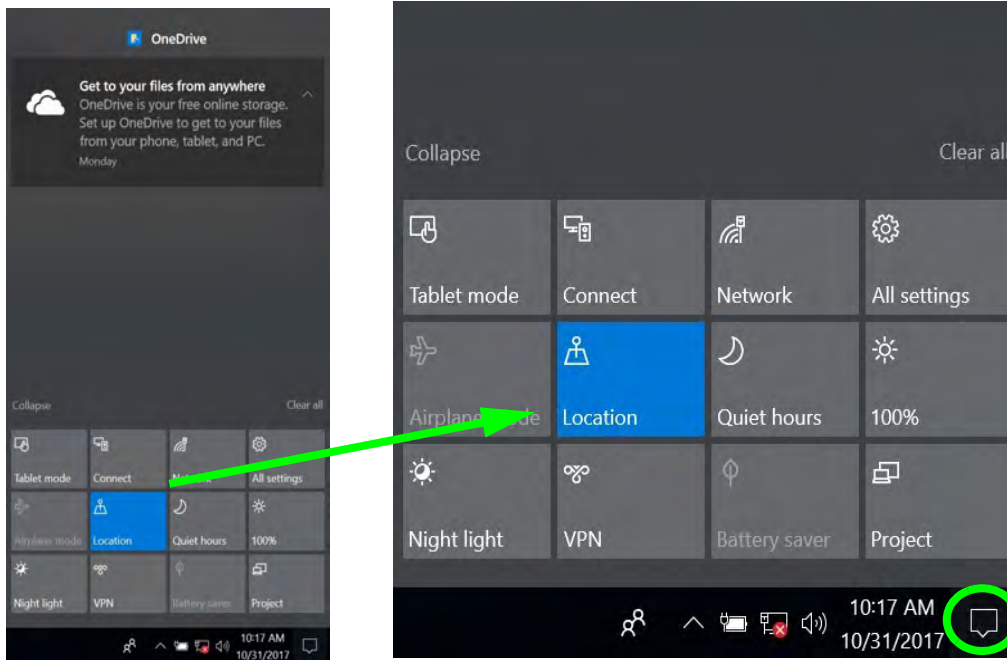 OneDrive
Get to your files from anywhere
OneDrive is your free online storage.
Set up OneDrive to get to your files
from your phone, tablet, and PC.
Monday
Collapse Clear all
Tablet mode Connect Network All settings
Airplane mode Location Quiet hours 100%
Night light VPN Battery saver Project
10:17 AM
10/31/2017
Collapse Clear all
Tablet mode Connect Network All settings
Airplane mode Location Quiet hours 100%
Night light VPN Battery saver Project
10:17 AM
10/31/2017